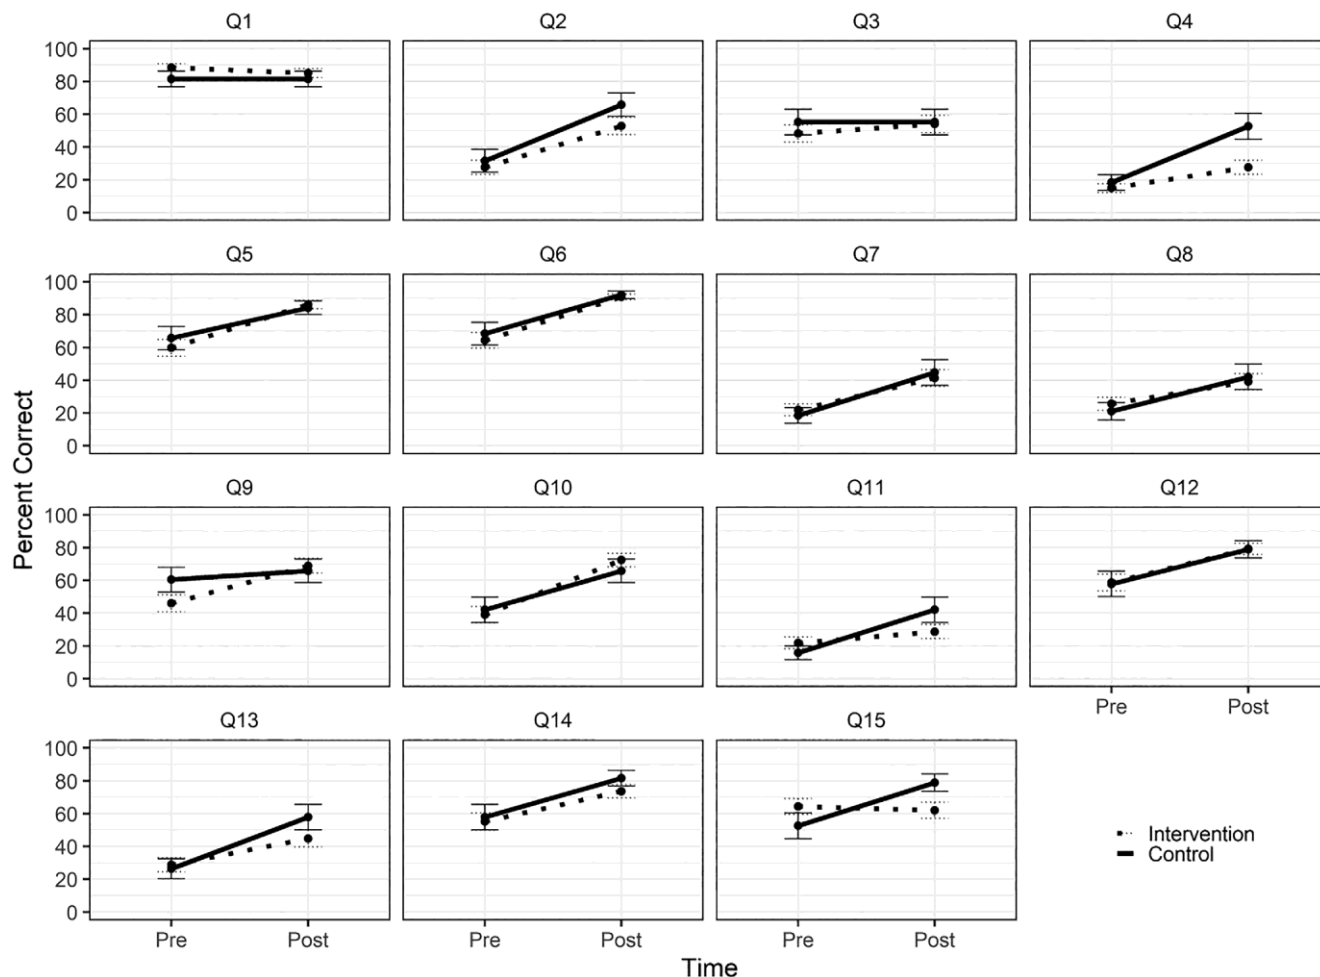 Q1 Q2 Q3 Q4
100
80
60
40
20
0
Q5 Q6 Q7 Q8
100
80
60
40
20
0
Q9 Q10 Q11 Q12
100
80
60
40
20
0
Pre Post
Q13 Q14 Q15
100
80
60
40
20
0
Pre Post Pre Post Pre Post
Percent Correct
Time
Intervention
Control